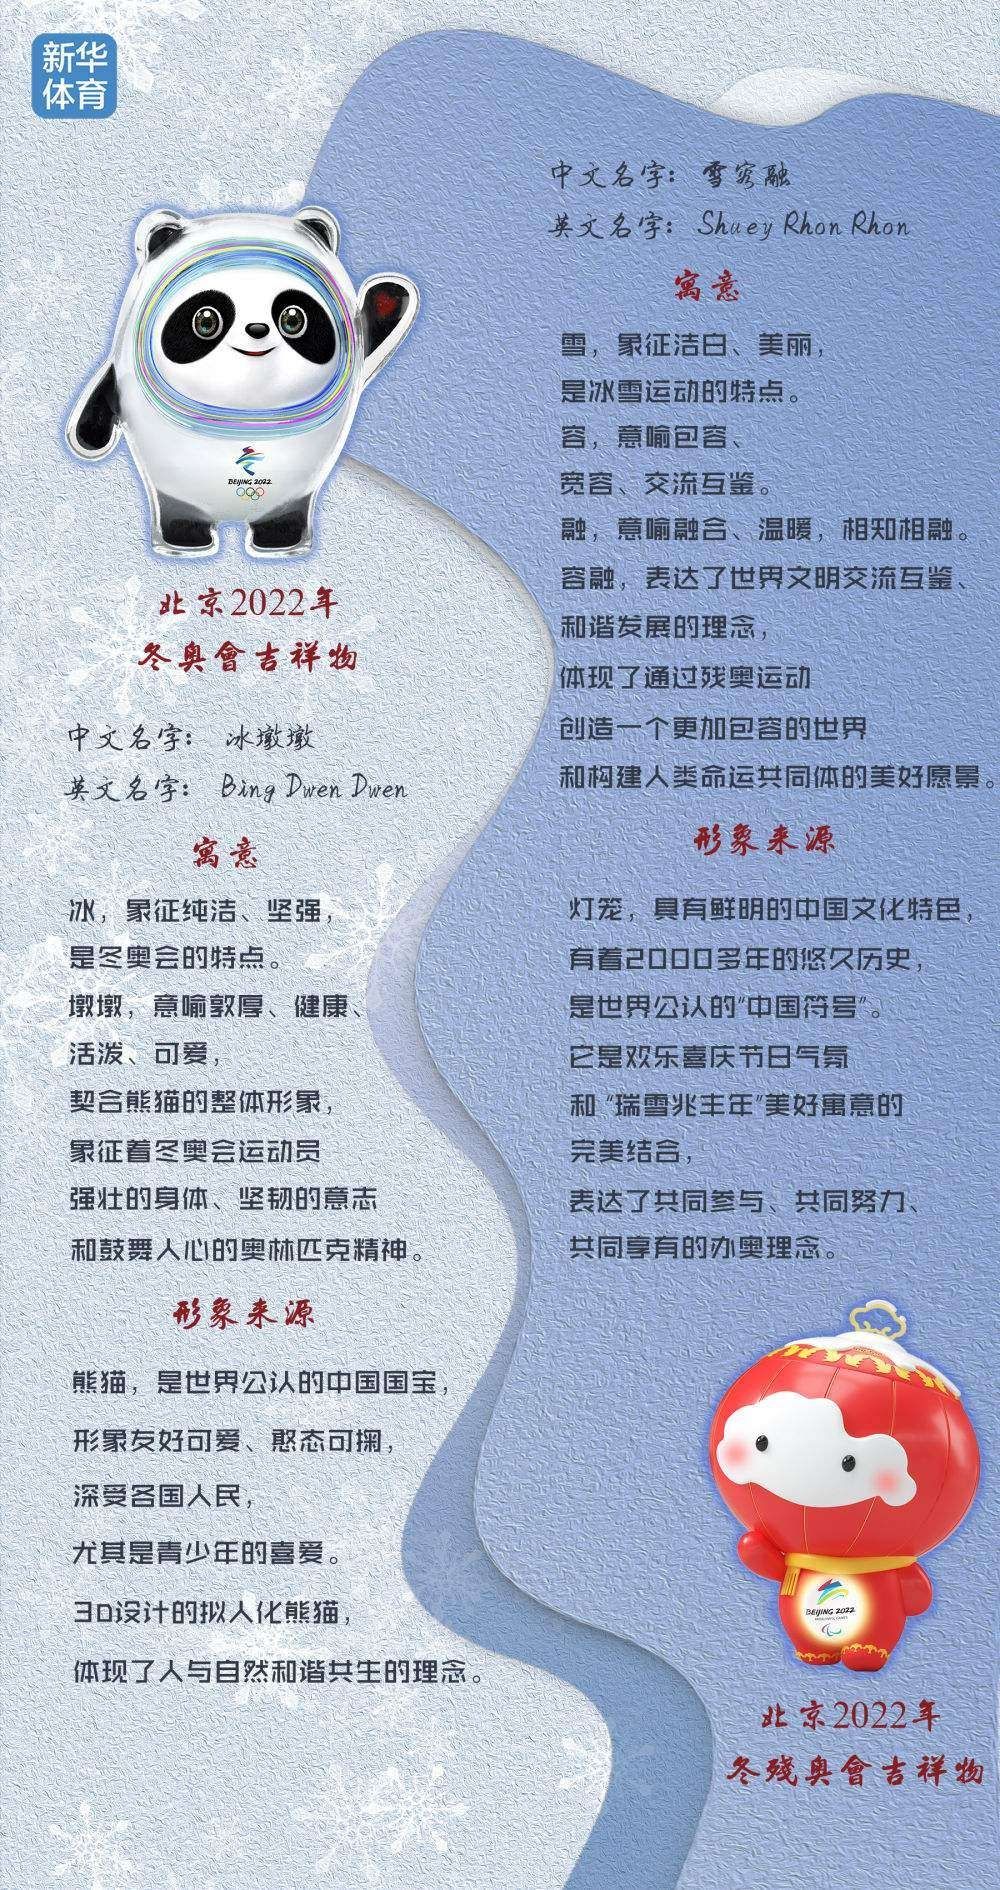 新华
体育
BEIJING 2022
北京2022年
冬奥會吉祥物
中文名字： 冰墩墩
英文名字： Bing Dwen Dwen
寓意
冰，象征纯洁、坚强，
是冬奥会的特点。
墩墩，意喻敦厚、健康、
活泼、可爱，
契合熊猫的整体形象，
象征着冬奥会运动员
强壮的身体、坚韧的意志
和鼓舞人心的奥林匹克精神。
形象来源
熊猫，是世界公认的中国国宝，
形象友好可爱、憨态可掬，
深受各国人民，
尤其是青少年的喜爱。
3D设计的拟人化熊猫，
体现了人与自然和谐共生的理念。
中文名字： 雪容融
英文名字： Shuey Rhon Rhon
寓意
雪，象征洁白、美丽，
是冰雪运动的特点。
容，意喻包容、
宽容、交流互鉴。
融，意喻融合、温暖，相知相融。
容融，表达了世界文明交流互鉴、
和谐发展的理念，
体现了通过残奥运动
创造一个更加包容的世界
和构建人类命运共同体的美好愿景。
形象来源
灯笼，具有鲜明的中国文化特色，
有着2000多年的悠久历史，
是世界公认的“中国符号”。
它是欢乐喜庆节日气氛
和“瑞雪兆丰年”美好寓意的
完美结合，
表达了共同参与、共同努力、
共同享有的办奥理念。
BEIJING 2022
北京2022年
冬殘奥會吉祥物